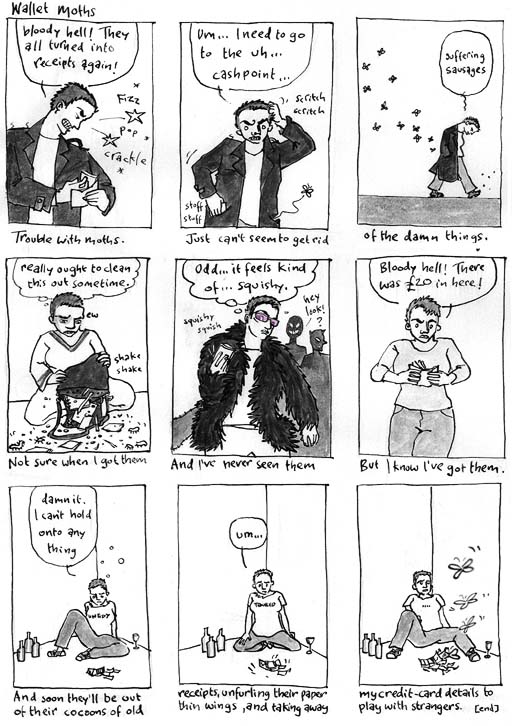 Wallet Moths
bloody hell! They
all turned into
receipts again!
Fizz
pop
crackle
Trouble with moths.
Um... I need to go
to the uh...
cashpoint...
scritch
scritch
stuff
stuff
Just can't seem to get rid
suffering
sausages
of the damn things.
really ought to clean
this out sometime.
ew
shake
shake
Not sure when I got them
Odd... it feels kind
of... squishy.
squishy
squish
hey
look!
?
And I've never seen them
Bloody hell! There
was £20 in here!
But I know I've got them.
damn it.
I can't hold
onto any
thing
And soon they'll be out
of their cocoons of old
um...
receipts, unfurling their paper
thin wings, and taking away
my credit-card details to
play with strangers. [end]